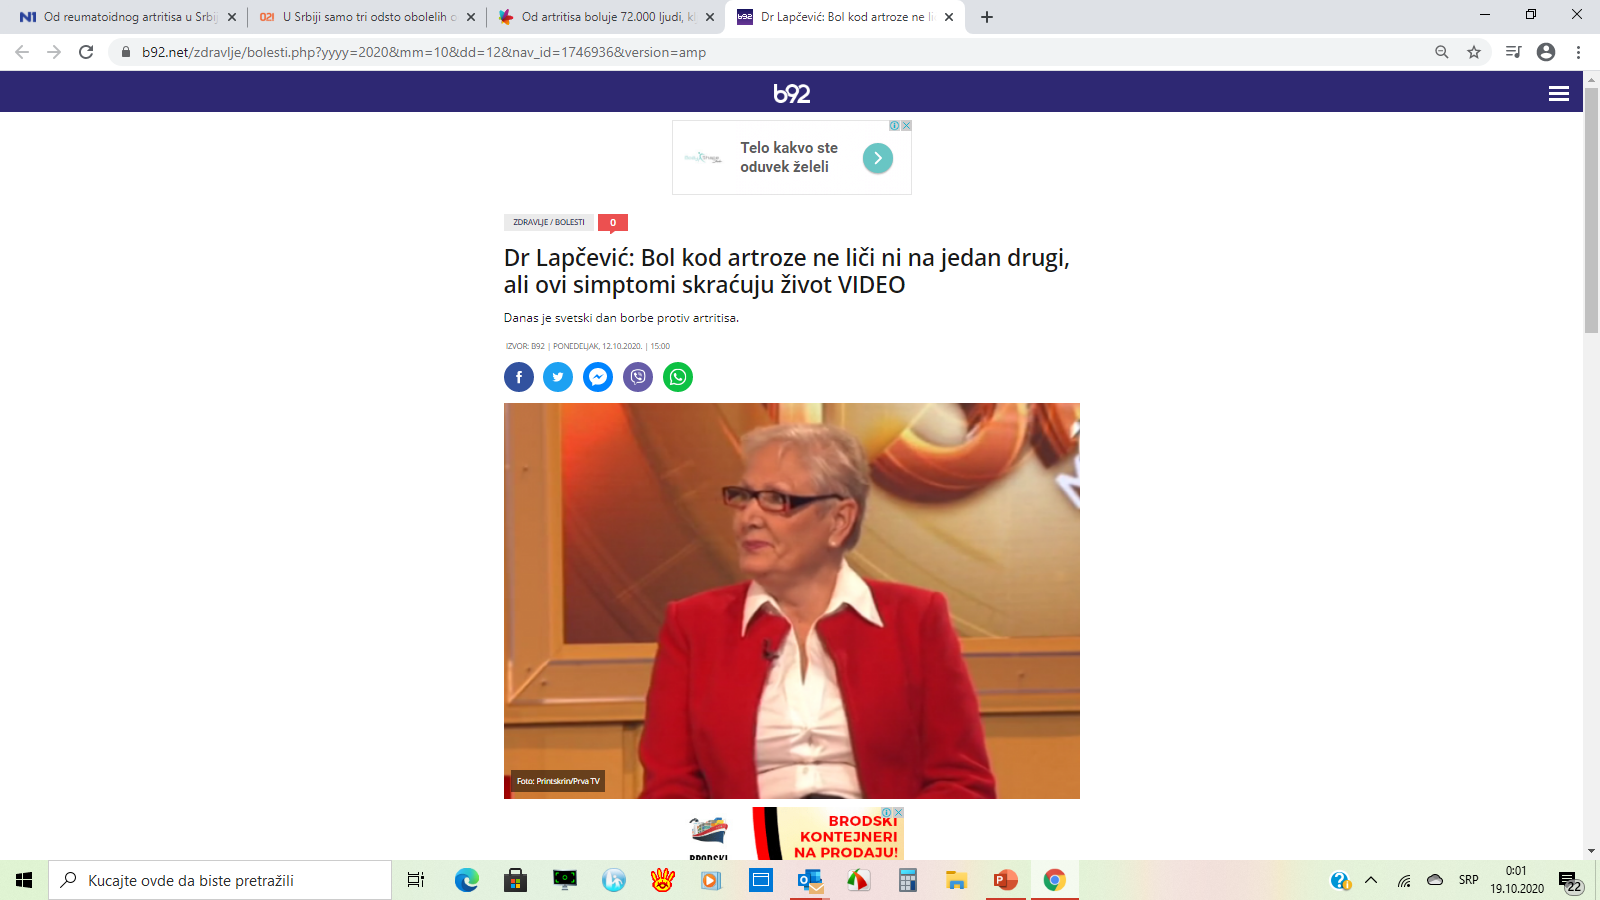 Od reumatoidnog artritisa u Srbij
U Srbiji samo tri odsto obolelih o
Od artritisa boluje 72.000 ljudi, kl
Dr Lapčević: Bol kod artroze ne li
b92.net/zdravlje/bolesti.php?yyyy=2020&mm=10&dd=12&nav_id=1746936&version=amp
b92
Telo kakvo ste
oduvek želeli
ZDRAVLJE / BOLESTI
0
Dr Lapčević: Bol kod artroze ne liči ni na jedan drugi,
ali ovi simptomi skraćuju život VIDEO
Danas je svetski dan borbe protiv artritisa.
IZVOR: B92 | PONEDELJAK, 12.10.2020. | 15:00
Foto: Printskrin/Prva TV
BRODSKI
BRODSKI
KONTEJNERI
NA PRODAJU!
Kucajte ovde da biste pretražili
SRP
0:01
19.10.2020
22